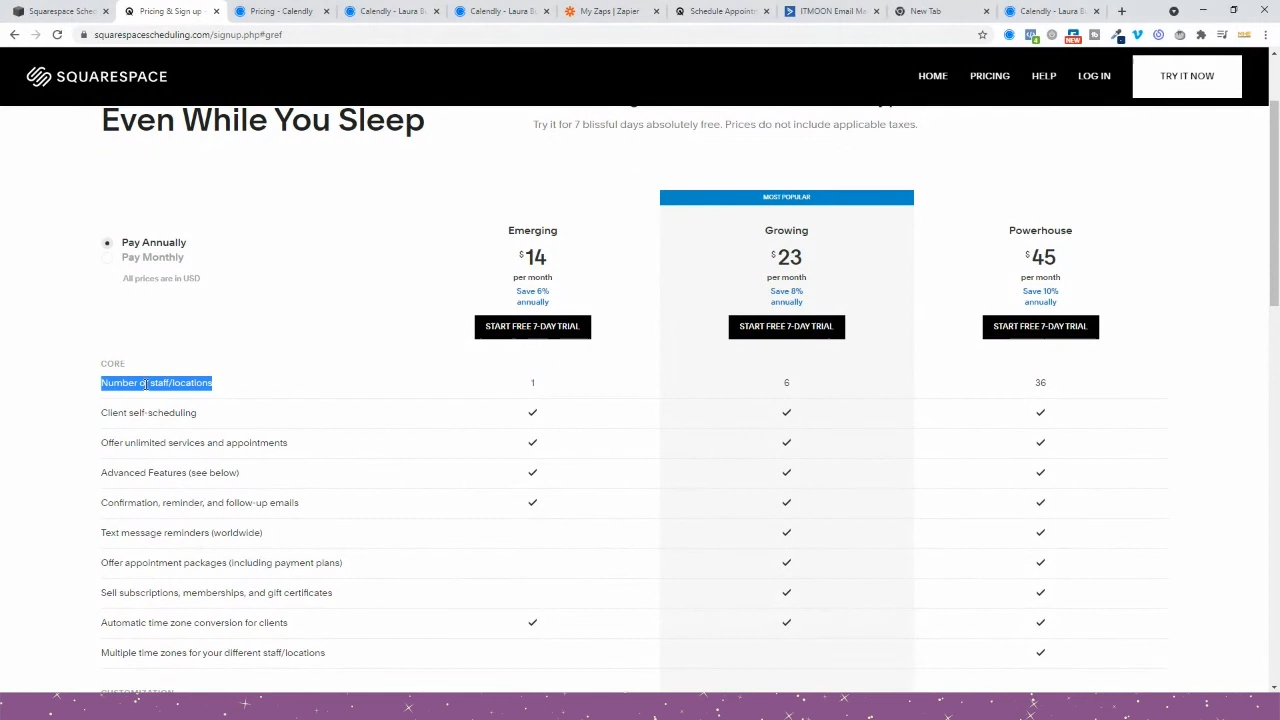 Squarespace Sched
Pricing & Sign up -
Pricing - Calendly
Calendly - Laura Bu
Calendly - Laura Bu
My Zaps | Zapier
Schedule Appointm
ITMOON Email Ma
New Tab
Calendly - Laura Bu
squarespacescheduling.com/signup.php#gref
NEW
SQUARESPACE
HOME
PRICING
HELP
LOG IN
TRY IT NOW
Even While You Sleep
Try it for 7 blissful days absolutely free. Prices do not include applicable taxes.
MOST POPULAR
Pay Annually
Pay Monthly
All prices are in USD
Emerging
$14
per month
Save 6%
annually
START FREE 7-DAY TRIAL
Growing
$23
per month
Save 8%
annually
START FREE 7-DAY TRIAL
Powerhouse
$45
per month
Save 10%
annually
START FREE 7-DAY TRIAL
CORE
Number of staff/locations 1 6 36
Client self-scheduling
Offer unlimited services and appointments
Advanced Features (see below)
Confirmation, reminder, and follow-up emails
Text message reminders (worldwide)
Offer appointment packages (including payment plans)
Sell subscriptions, memberships, and gift certificates
Automatic time zone conversion for clients
Multiple time zones for your different staff/locations
CUSTOMIZATION